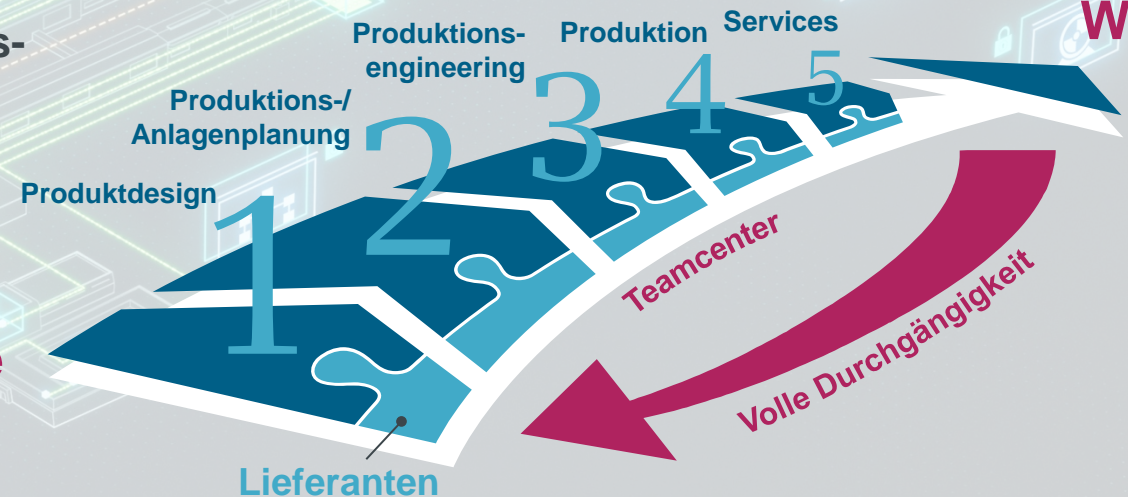 s-
W
Produktions-
engineering
Produktion
Services
Produktions-/
Anlagenplanung
Produktdesign
1
2
3
4
5
Teamcenter
Volle Durchgängigkeit
e
Lieferanten